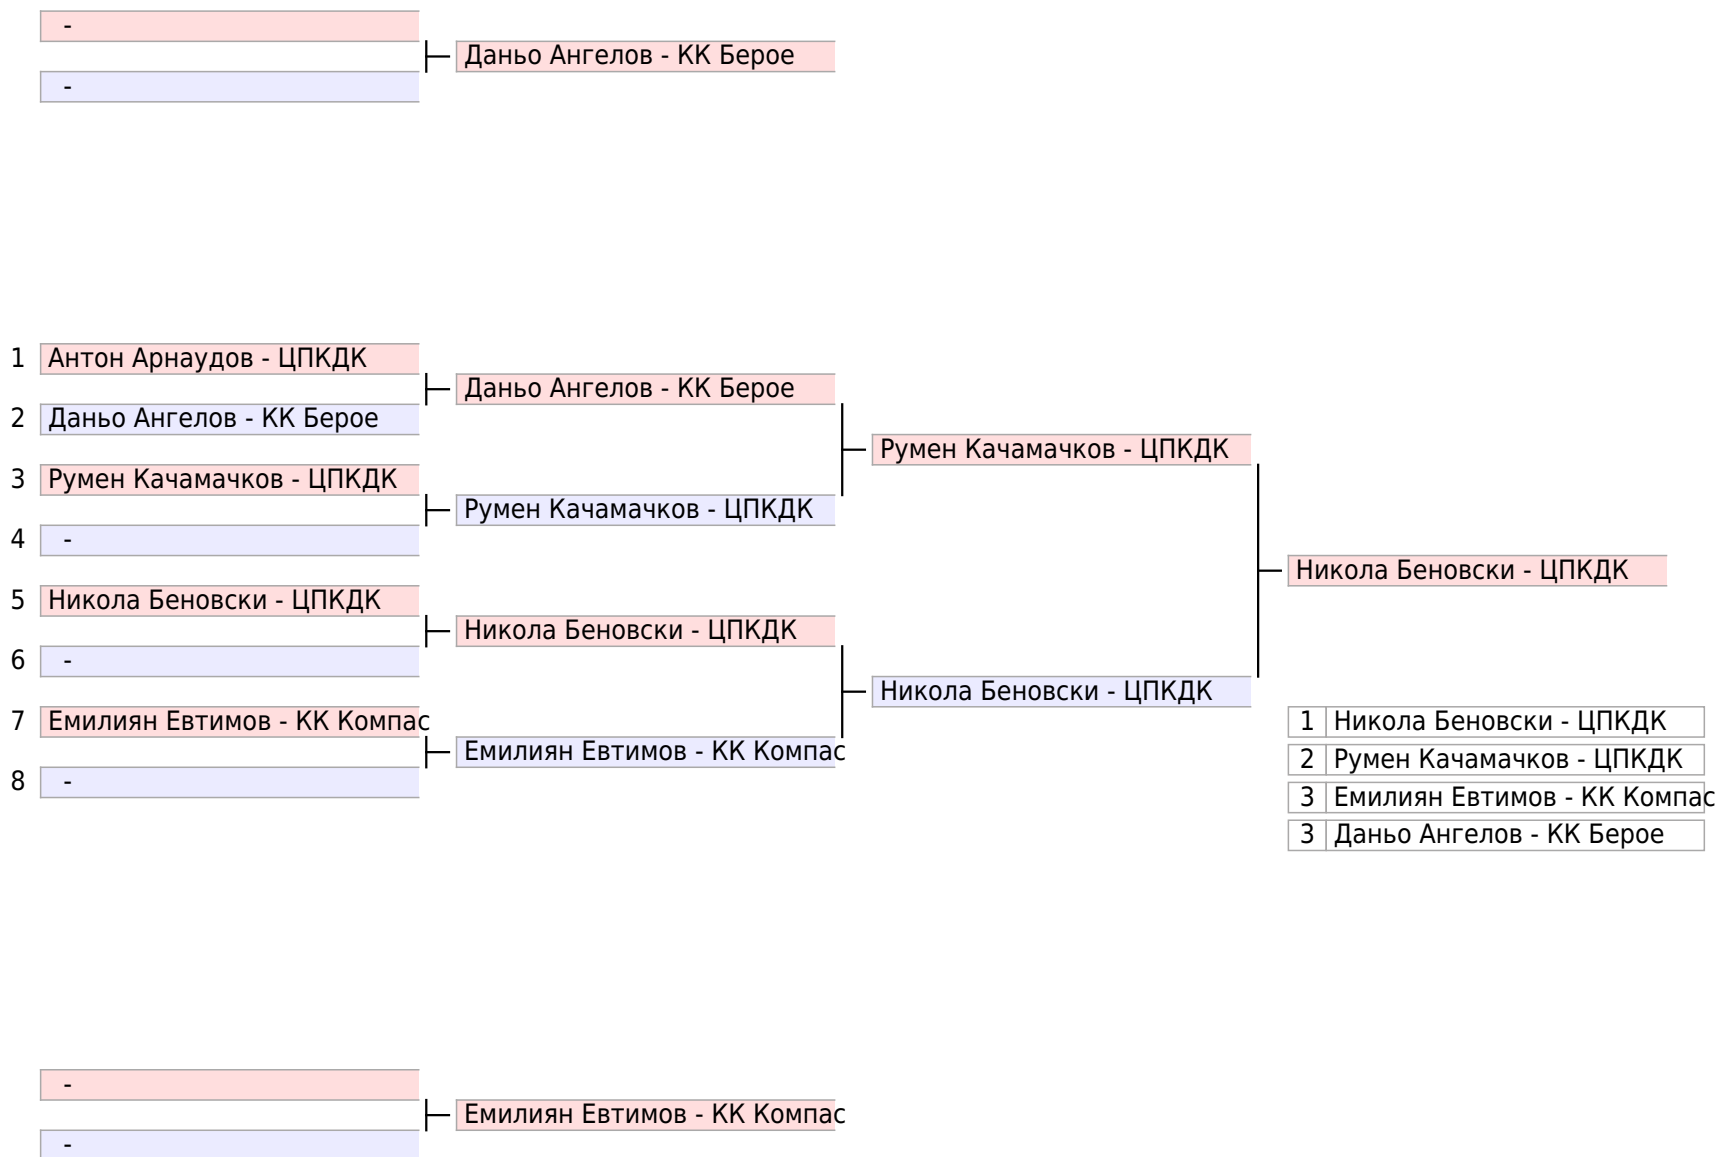 -
Даньо Ангелов - КК Берое
-
1 Антон Арнаудов - ЦПКДК
Даньо Ангелов - КК Берое
2 Даньо Ангелов - КК Берое
Румен Качамачков - ЦПКДК
3 Румен Качамачков - ЦПКДК
Румен Качамачков - ЦПКДК
4 -
Никола Беновски - ЦПКДК
5 Никола Беновски - ЦПКДК
Никола Беновски - ЦПКДК
6 -
Никола Беновски - ЦПКДК
7 Емилиян Евтимов - КК Компас
1 Никола Беновски - ЦПКДК
Емилиян Евтимов - КК Компас
2 Румен Качамачков - ЦПКДК
8 -
3 Емилиян Евтимов - КК Компас
3 Даньо Ангелов - КК Берое
-
Емилиян Евтимов - КК Компас
-